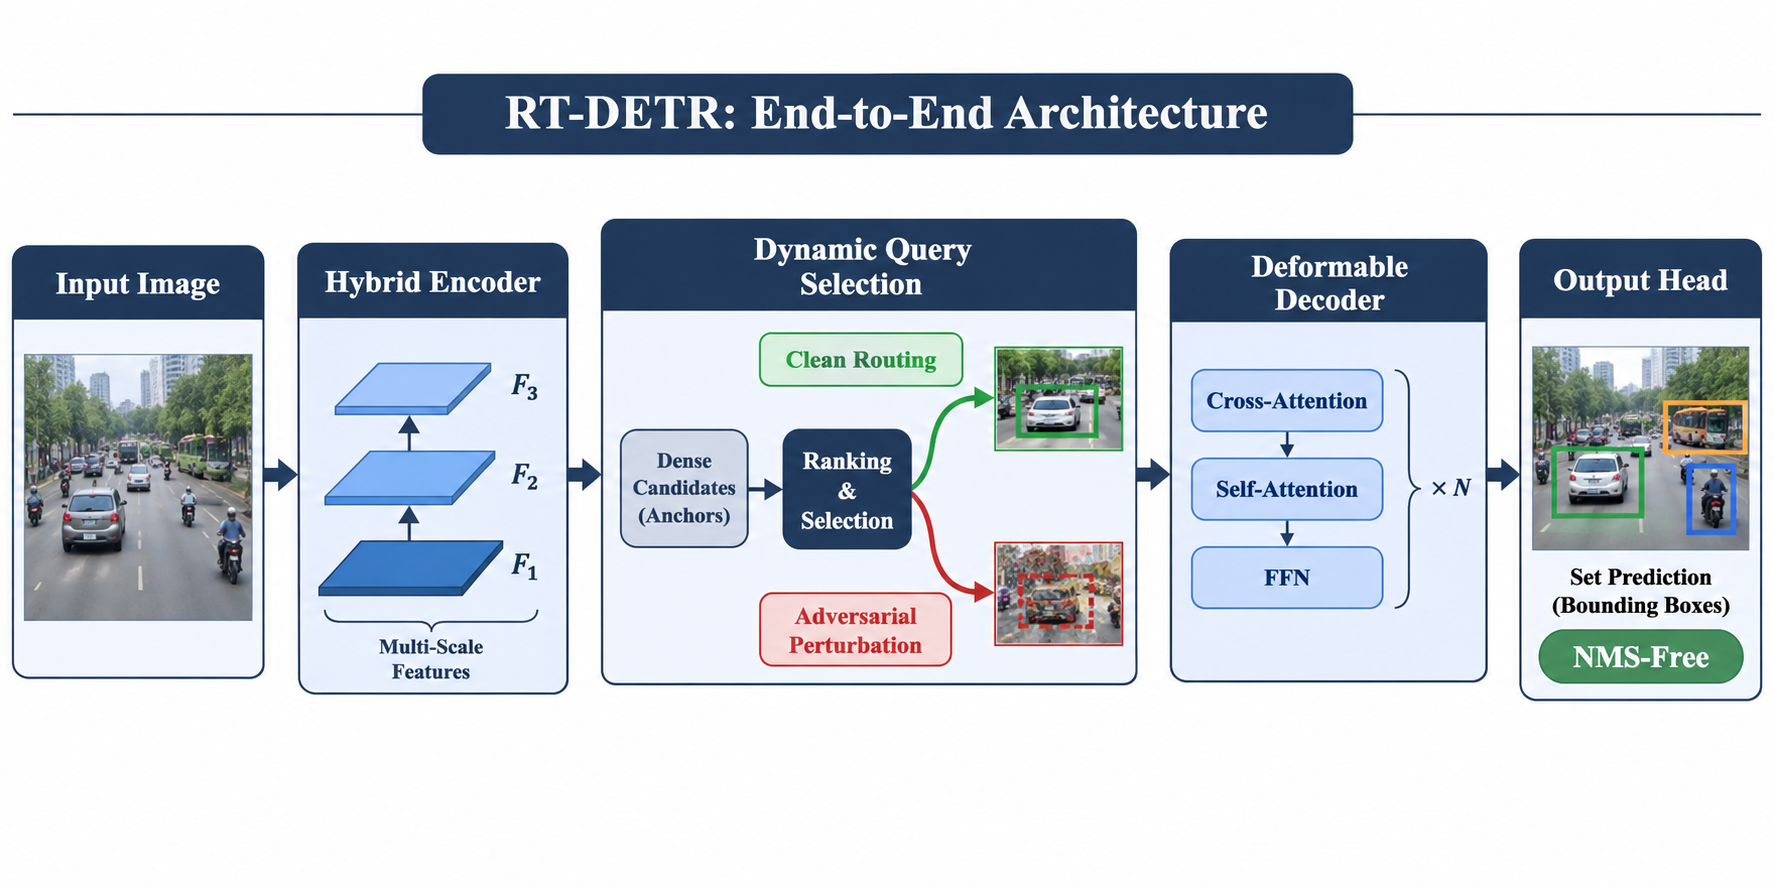 RT-DETR: End-to-End Architecture
Input Image
Hybrid Encoder
F3
F2
F1
Multi-Scale
Features
Dynamic Query
Selection
Clean Routing
Dense
Candidates
(Anchors)
Ranking
&
Selection
Adversarial
Perturbation
Deformable
Decoder
Cross-Attention
Self-Attention
FFN
× N
Output Head
Set Prediction
(Bounding Boxes)
NMS-Free